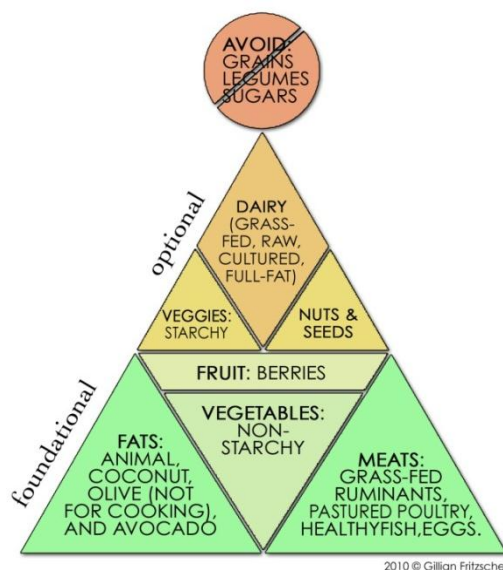 AVOID:
GRAINS
LEGUMES
SUGARS
optional
DAIRY
(GRASS-
FED, RAW,
CULTURED,
FULL-FAT)
VEGGIES:
STARCHY
NUTS &
SEEDS
FRUIT: BERRIES
foundational
FATS:
ANIMAL,
COCONUT,
OLIVE (NOT
FOR COOKING),
AND AVOCADO
VEGETABLES:
NON-
STARCHY
MEATS:
GRASS-FED
RUMINANTS,
PASTURED POULTRY,
HEALTHYFISH,EGGS.
2010 © Gillian Fritzsche